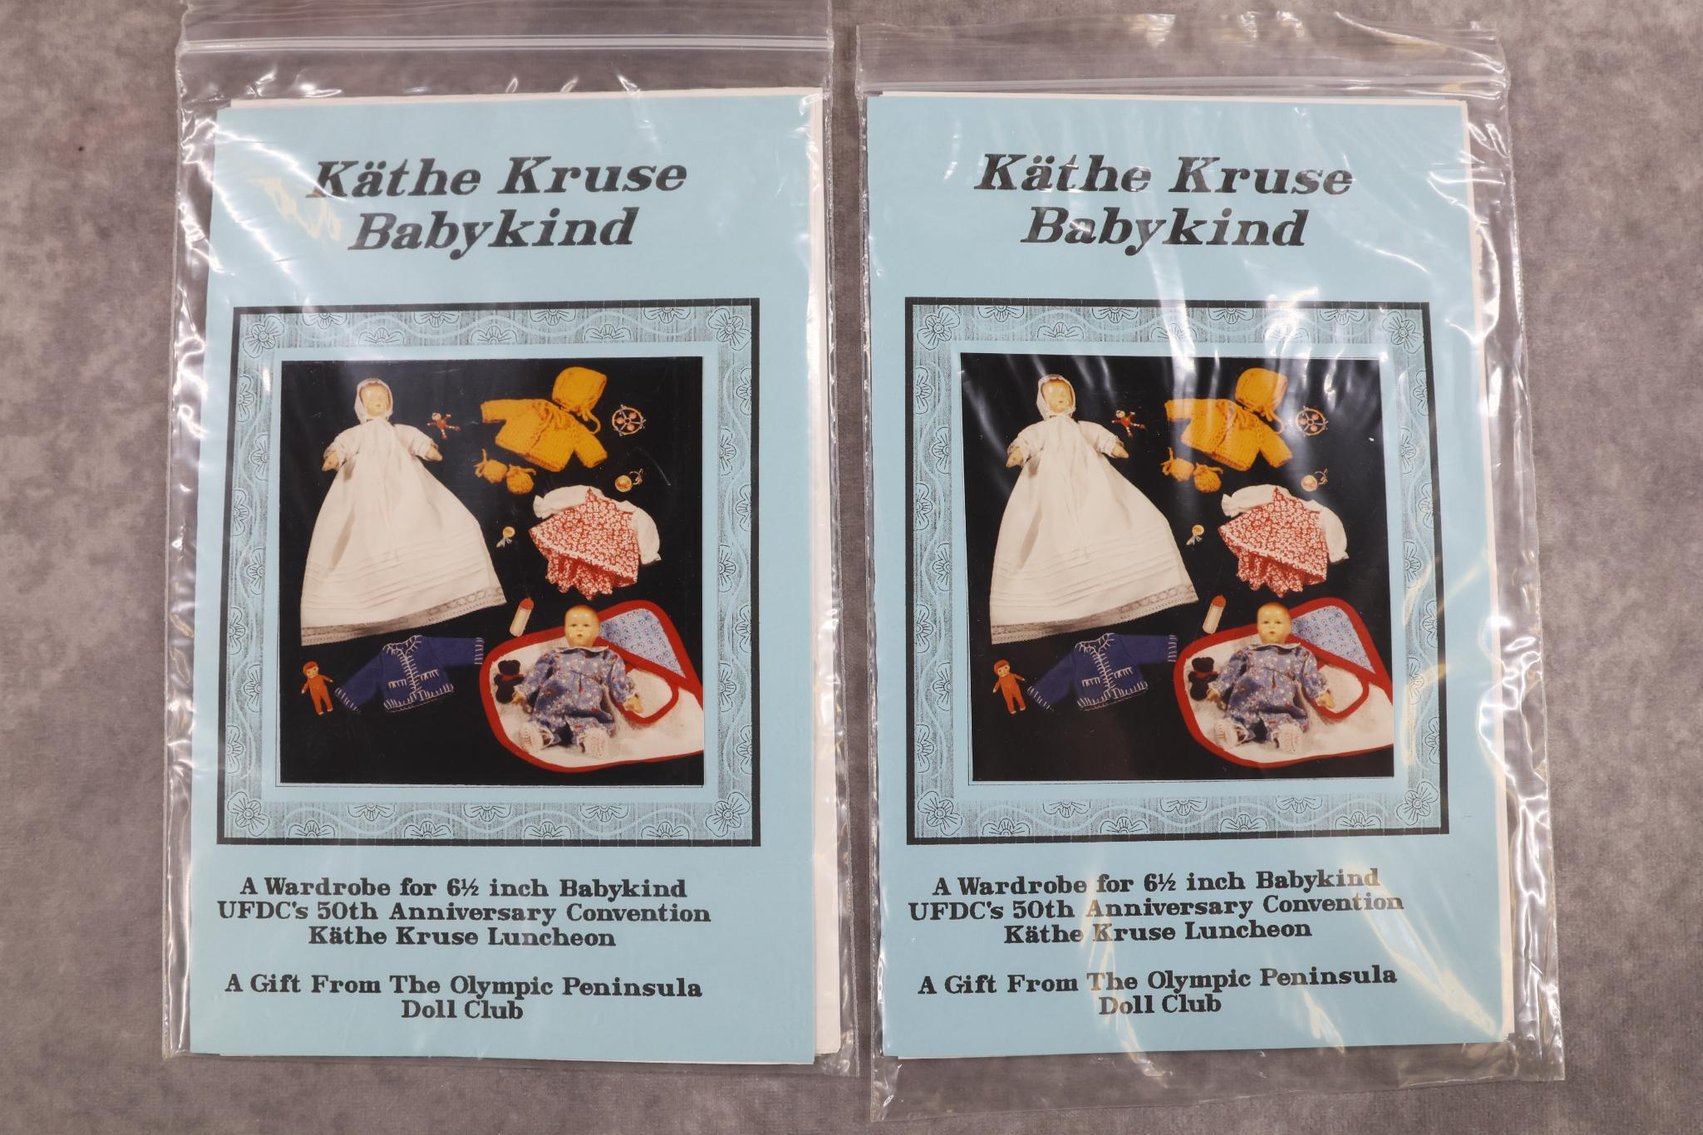 Käthe Kruse
Babykind
A Wardrobe for 6½ inch Babykind
UFDC's 50th Anniversary Convention
Käthe Kruse Luncheon
A Gift From The Olympic Peninsula
Doll Club
Käthe Kruse
Babykind
A Wardrobe for 6½ inch Babykind
UFDC's 50th Anniversary Convention
Käthe Kruse Luncheon
A Gift From The Olympic Peninsula
Doll Club